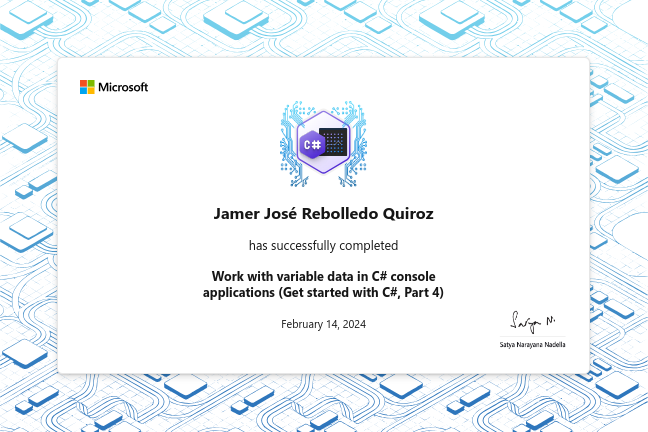 Microsoft
C#
Jamer José Rebolledo Quiroz
has successfully completed
Work with variable data in C# console
applications (Get started with C#, Part 4)
February 14, 2024
Satya N.
Satya Narayana Nadella